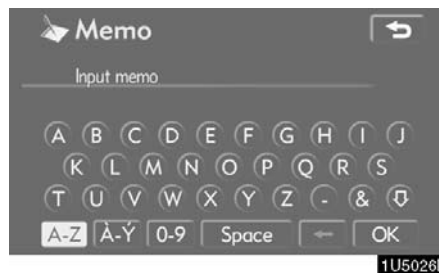 Memo
Input memo
A B C D E F G H I J
K L M N O P Q R S
T U V W X Y Z - &
A-Z À-Ý 0-9 Space ← OK
1U5026